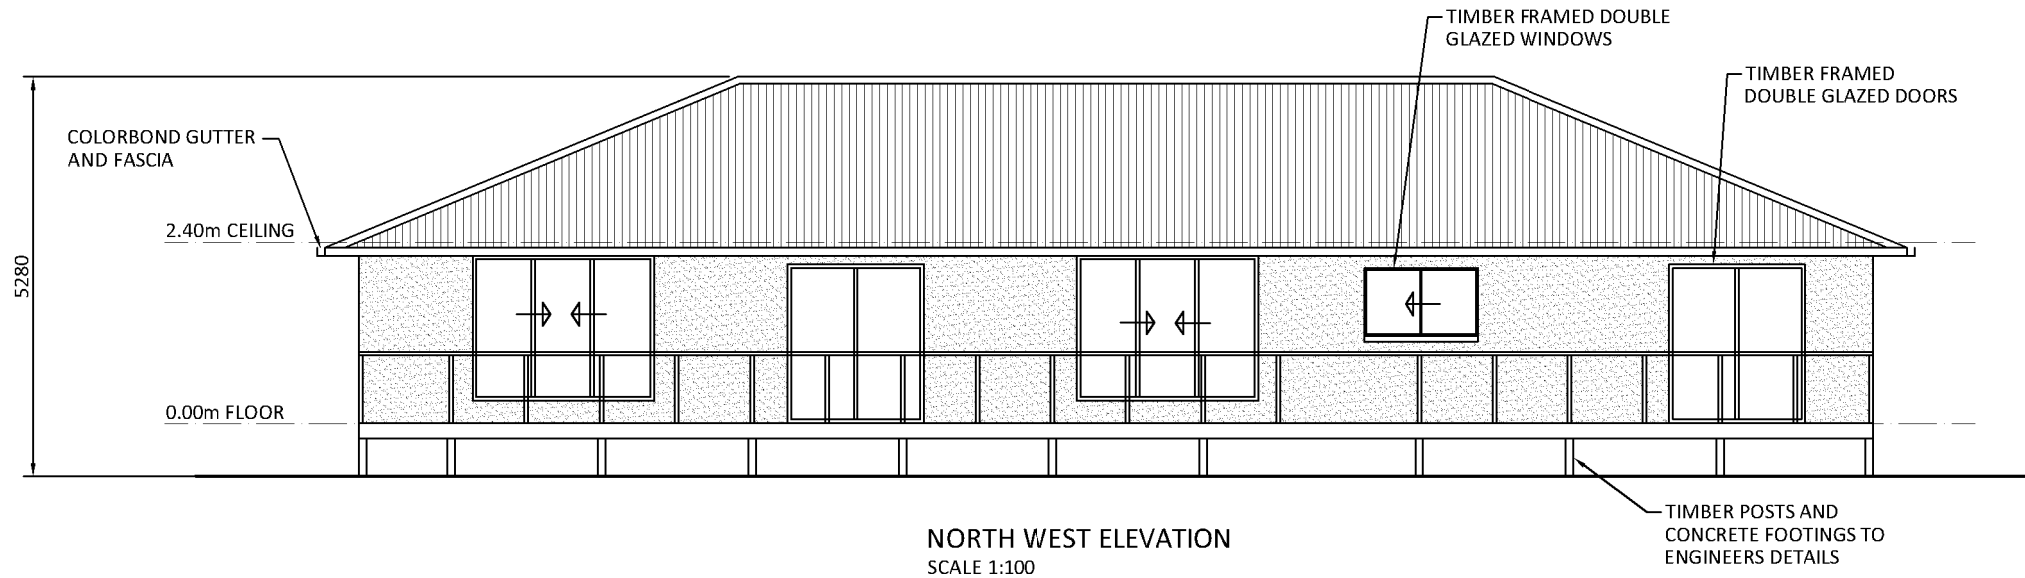 TIMBER FRAMED DOUBLE
GLAZED WINDOWS
TIMBER FRAMED
DOUBLE GLAZED DOORS
COLORBOND GUTTER
AND FASCIA
2.40m CEILING
5280
0.00m FLOOR
TIMBER POSTS AND
CONCRETE FOOTINGS TO
ENGINEERS DETAILS
NORTH WEST ELEVATION
SCALE 1:100